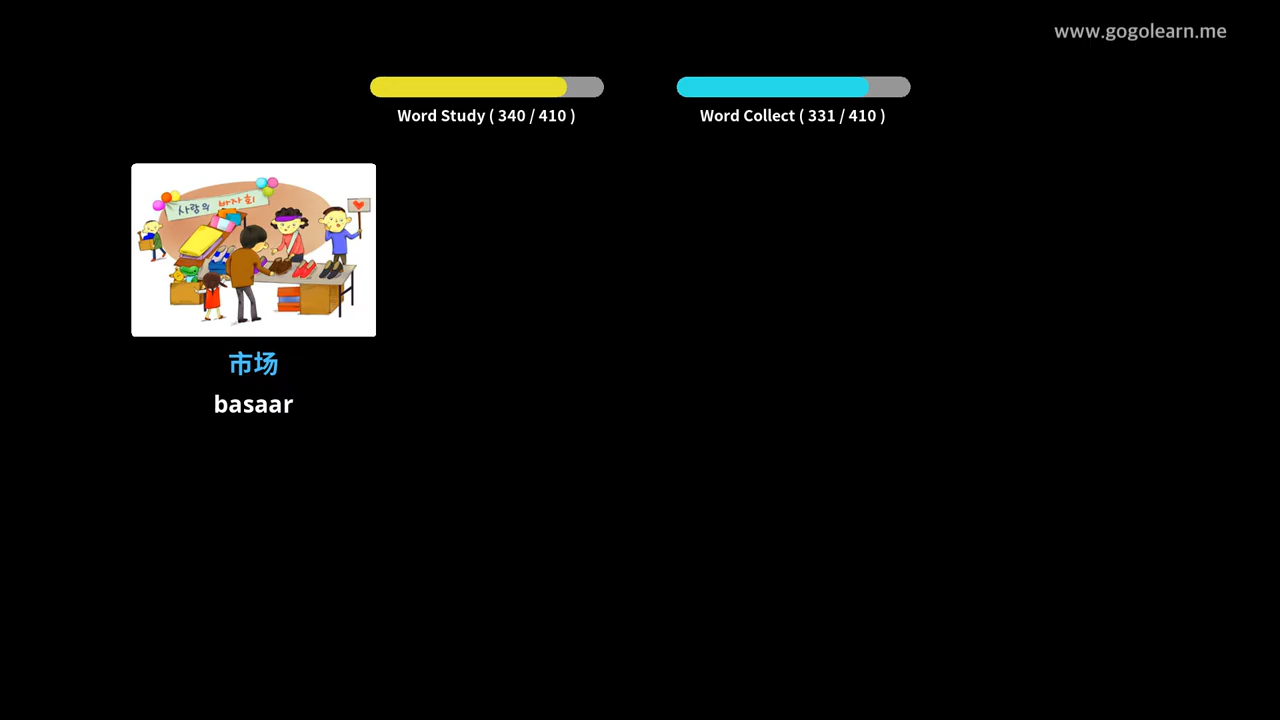 www.gogolearn.me
Word Study ( 340 / 410 )
Word Collect ( 331 / 410 )
사랑의 바자회
市场
basaar